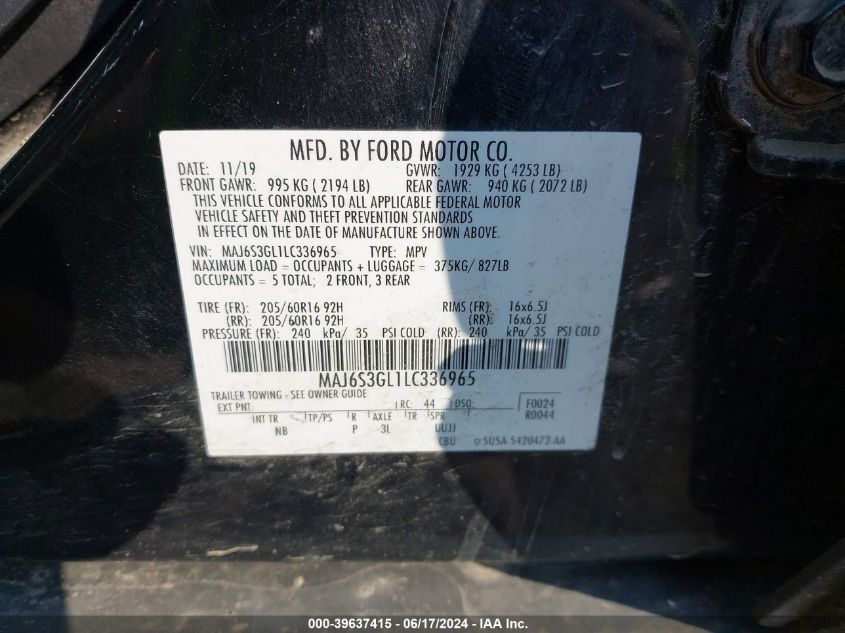 MFD. BY FORD MOTOR CO.
DATE: 11/19 GVWR: 1929 KG ( 4253 LB)
FRONT GAWR: 995 KG ( 2194 LB) REAR GAWR: 940 KG ( 2072 LB)
THIS VEHICLE CONFORMS TO ALL APPLICABLE FEDERAL MOTOR
VEHICLE SAFETY AND THEFT PREVENTION STANDARDS
IN EFFECT ON THE DATE OF MANUFACTURE SHOWN ABOVE.
VIN: MAJ6S3GL1LC336965 TYPE: MPV
MAXIMUM LOAD = OCCUPANTS + LUGGAGE = 375KG/ 827LB
OCCUPANTS = 5 TOTAL; 2 FRONT, 3 REAR
TIRE (FR): 205/60R16 92H RIMS (FR): 16x6.5J
(RR): 205/60R16 92H (RR): 16x6.5J
PRESSURE (FR): 240 kPa/ 35 PSI COLD (RR): 240 kPa/ 35 PSI COLD
MAJ6S3GL1LC336965
TRAILER TOWING - SEE OWNER GUIDE
EXT PNT: RC: 44 DSO: F0024
R0044
INT TR TP/PS R AXLE TR SPR
NB P 3L UUJJ
CBU 5U5A-5420472-AA
000-39637415 - 06/17/2024 - IAAI.com